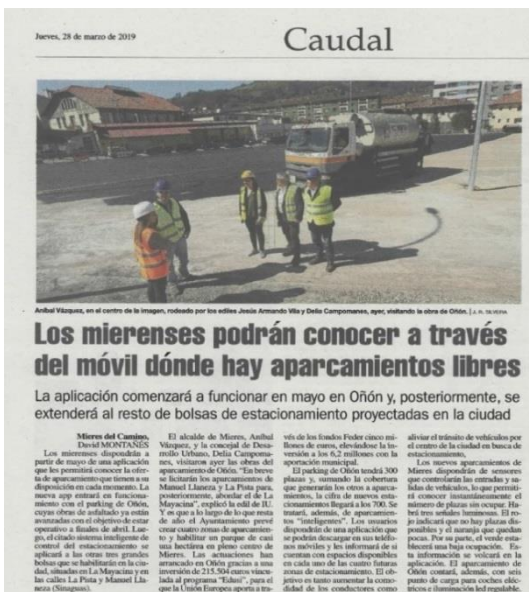 Jueves, 28 de marzo de 2019
Caudal
Aníbal Vázquez, en el centro de la imagen, rodeado por los ediles Jesús Armando Vila y Delia Campomanes, ayer, visitando la obra de Oñón. | J. R. SILVEIRA
Los mierenses podrán conocer a través
del móvil dónde hay aparcamientos libres
La aplicación comenzará a funcionar en mayo en Oñón y, posteriormente, se
extenderá al resto de bolsas de estacionamiento proyectadas en la ciudad
Mieres del Camino,
David MONTAÑÉS
Los mierenses dispondrán a
partir de mayo de una aplicación
que les permitirá conocer la ofer-
ta de aparcamiento que tienen a su
disposición en cada momento. La
nueva app entrará en funciona-
miento con el parking de Oñón,
cuyas obras de asfaltado ya están
avanzadas con el objetivo de estar
operativo a finales de abril. Lue-
go, el citado sistema inteligente de
control del estacionamiento se
aplicará a las otras tres grandes
bolsas que se habilitarán en la ciu-
dad, situadas en La Mayacina y en
las calles La Pista y Manuel Lla-
neza (Sinaguas).
El alcalde de Mieres, Aníbal
Vázquez, y la concejal de Desa-
rrollo Urbano, Delia Campoma-
nes, visitaron ayer las obras del
aparcamiento de Oñón. "En breve
se licitarán los aparcamientos de
Manuel Llaneza y La Pista para,
posteriormente, abordar el de La
Mayacina", explicó la edil de IU.
Y es que a lo largo de lo que resta
de año el Ayuntamiento prevé
crear cuatro zonas de aparcamien-
to y habilitar un parque de casi
una hectárea en pleno centro de
Mieres. Las actuaciones han
arrancado en Oñón gracias a una
inversión de 215.504 euros vincu-
lada al programa "Edusi", para el
que la Unión Europea aporta a tra-
vés de los fondos Feder cinco mi-
llones de euros, elevándose la in-
versión a los 6,2 millones con la
aportación municipal.
El parking de Oñón tendrá 300
plazas y, sumando la cobertura
que generarán los otros a aparca-
mientos, la cifra de nuevos esta-
cionamientos llegará a los 700. Se
tratará, además, de aparcamien-
tos "inteligentes". Los usuarios
dispondrán de una aplicación que
se podrán descargar en sus teléfo-
nos móviles y les informará de si
cuentan con espacios disponibles
en cada uno de las cuatro futuras
zonas de estacionamiento. El ob-
jetivo es tanto aumentar la como-
didad de los conductores como
aliviar el tránsito de vehículos por
el centro de la ciudad en busca de
estacionamiento.
Los nuevos aparcamientos de
Mieres dispondrán de sensores
que controlarán las entradas y sa-
lidas de vehículos, lo que permiti-
rá conocer instantáneamente el
número de plazas sin ocupar. Ha-
brá tres señales luminosas. El ro-
jo indicará que no hay plazas dis-
ponibles y el naranja que quedan
pocas. Por su parte, el verde esta-
blecerá una baja ocupación. Es-
ta información se volcará en la
aplicación. El aparcamiento de
Oñón contará, además, con seis
punto de carga para coches eléc-
tricos e iluminación led regulable.